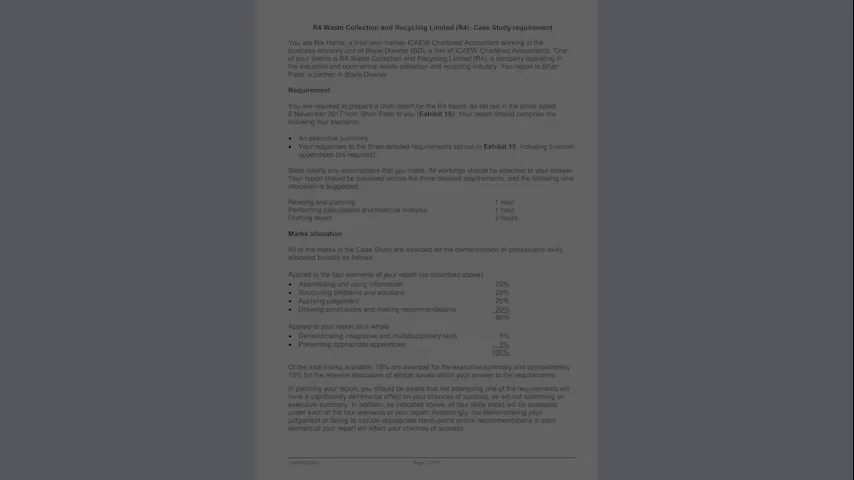 R4 Waste Collection and Recycling Limited (R4): Case Study requirement
You are Nik Harris, a final-year trainee ICAEW Chartered Accountant working in the
business advisory unit of Boyle Downer (BD), a firm of ICAEW Chartered Accountants. One
of your clients is R4 Waste Collection and Recycling Limited (R4), a company operating in
the industrial and commercial waste collection and recycling industry. You report to Bhan
Patel, a partner in Boyle Downer.
Requirement
You are required to prepare a draft report for the R4 board, as set out in the email dated
8 November 2017 from Bhan Patel to you (Exhibit 15). Your report should comprise the
following four elements:
• An executive summary
• Your responses to the three detailed requirements set out in Exhibit 15, including financial
appendices (as required).
State clearly any assumptions that you make. All workings should be attached to your answer.
Your report should be balanced across the three detailed requirements, and the following time
allocation is suggested:
Reading and planning 1 hour
Performing calculations and financial analysis 1 hour
Drafting report 2 hours
Marks allocation
All of the marks in the Case Study are awarded for the demonstration of professional skills,
allocated broadly as follows:
Applied to the four elements of your report (as described above)
• Assimilating and using information 20%
• Structuring problems and solutions 25%
• Applying judgement 25%
• Drawing conclusions and making recommendations 20%
90%
Applied to your report as a whole
• Demonstrating integrative and multidisciplinary skills 5%
• Presenting appropriate appendices 5%
100%
Of the total marks available, 15% are awarded for the executive summary and approximately
10% for the relevant discussion of ethical issues within your answer to the requirements.
In planning your report, you should be aware that not attempting one of the requirements will
have a significantly detrimental effect on your chances of success, as will not submitting an
executive summary. In addition, as indicated above, all four skills areas will be assessed
under each of the four elements of your report. Accordingly, not demonstrating your
judgement or failing to include appropriate conclusions and/or recommendations in each
element of your report will affect your chances of success.